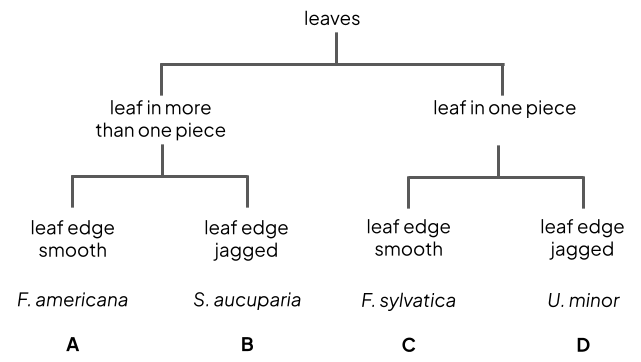 leaves
leaf in more
than one piece
leaf in one piece
leaf edge
smooth
leaf edge
jagged
leaf edge
smooth
leaf edge
jagged
F. americana
S. aucuparia
F. sylvatica
U. minor
A
B
C
D